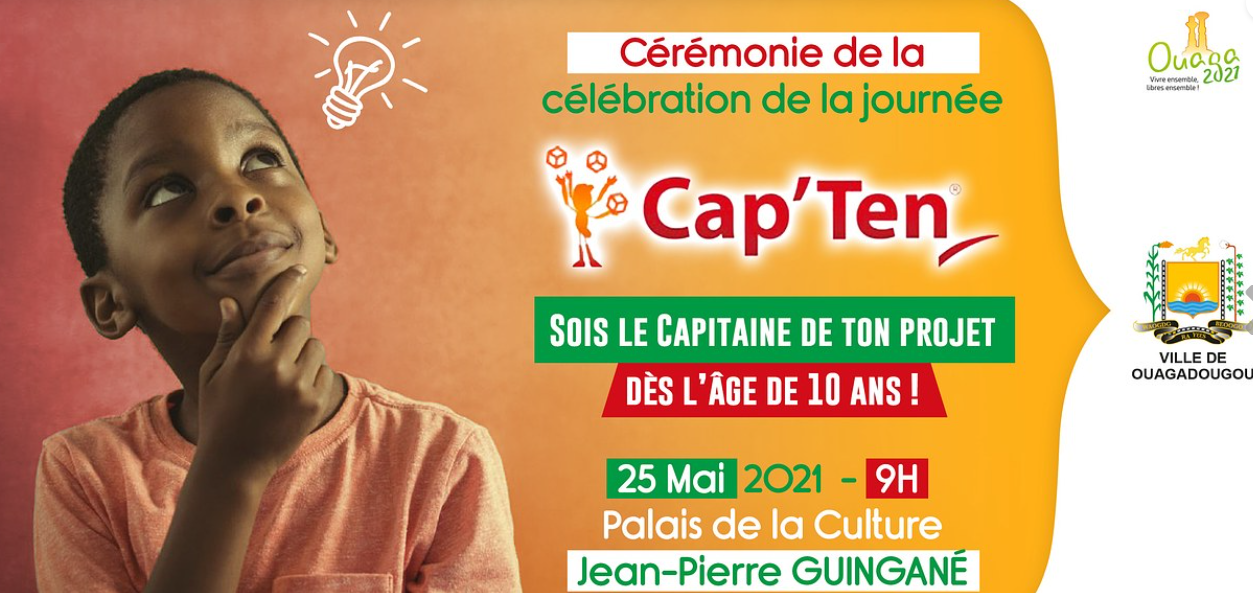 Cérémonie de la
célébration de la journée
Cap'Ten
SOIS LE CAPITAINE DE TON PROJET
DÈS L'ÂGE DE 10 ANS !
25 Mai 2021 - 9H
Palais de la Culture
Jean-Pierre GUINGANÉ
Ouaga
2021
Vivre ensemble,
libres ensemble !
VILLE DE
OUAGADOUGOU